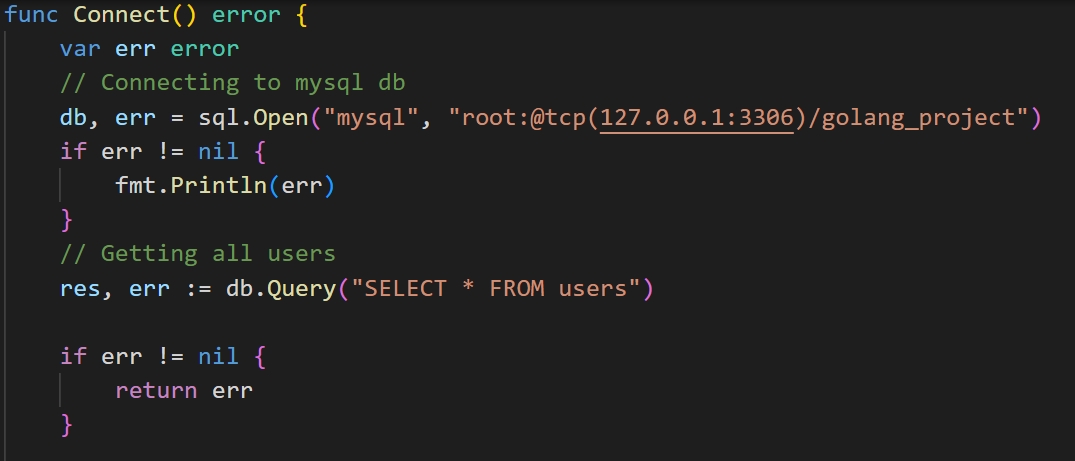 func Connect() error {
    var err error
    // Connecting to mysql db
    db, err = sql.Open("mysql", "root:@tcp(127.0.0.1:3306)/golang_project")
    if err != nil {
        fmt.Println(err)
    }
    // Getting all users
    res, err := db.Query("SELECT * FROM users")

    if err != nil {
        return err
    }